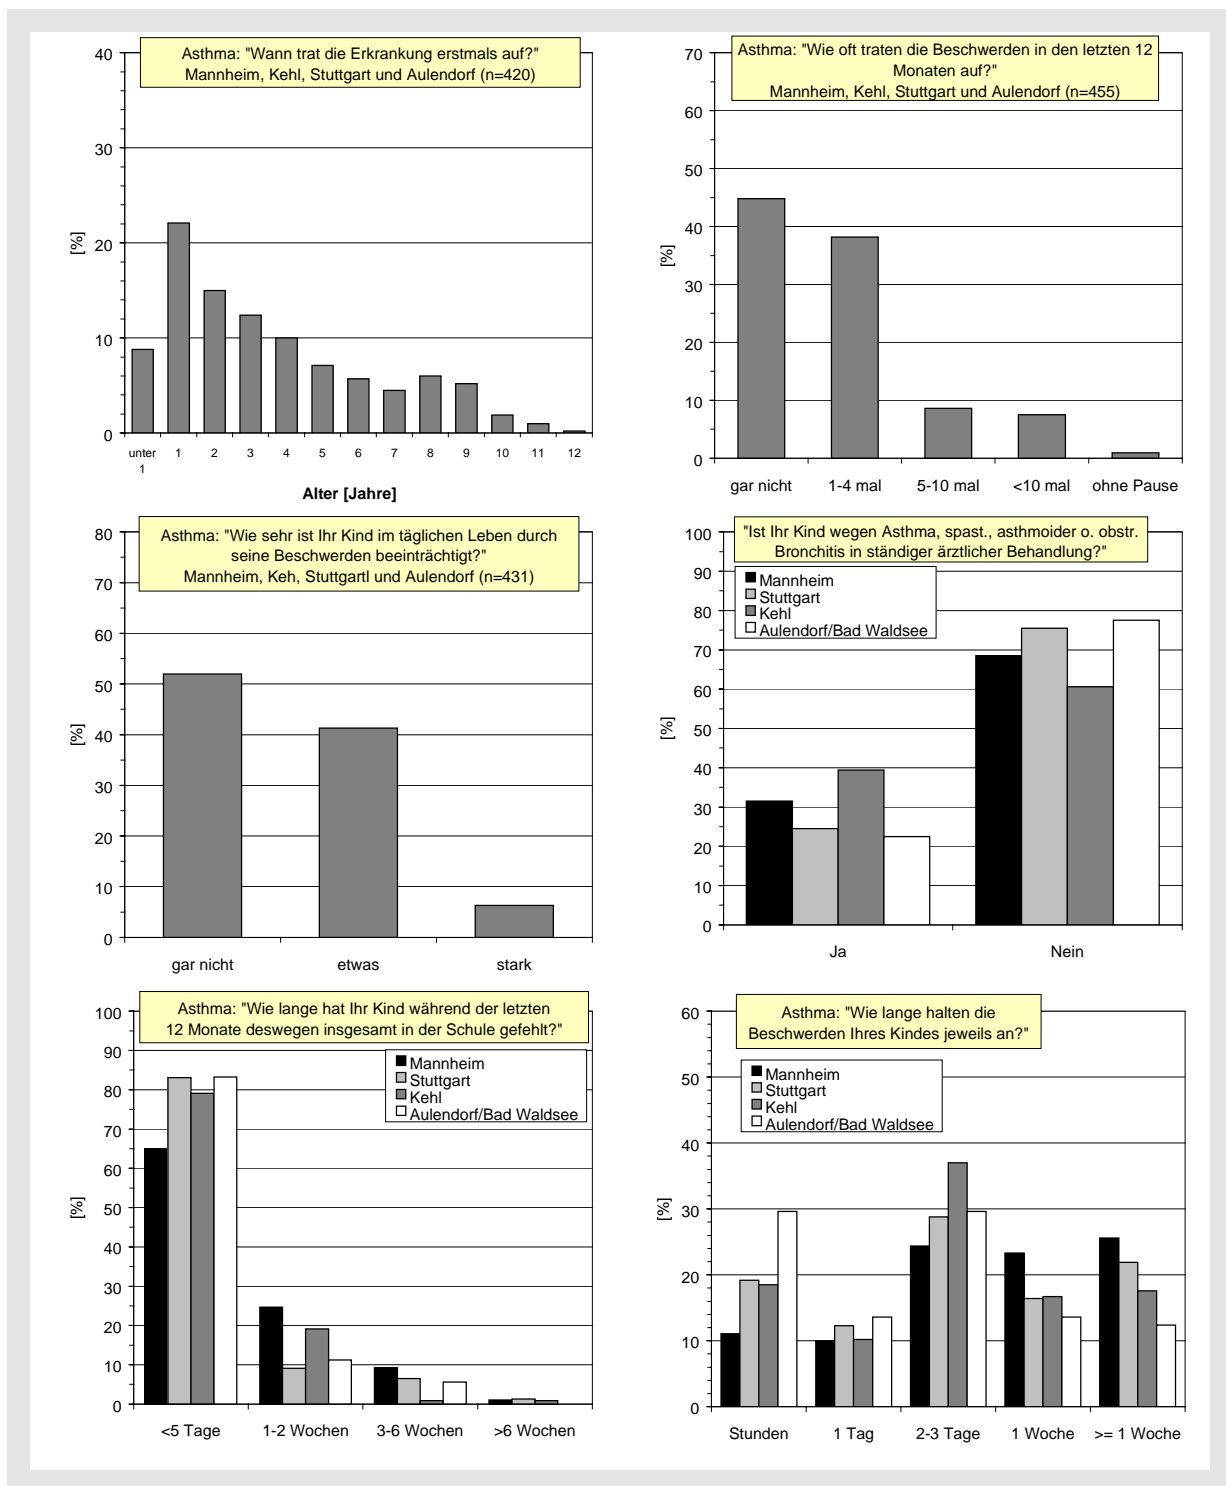 Asthma: "Wann trat die Erkrankung erstmals auf?"
Mannheim, Kehl, Stuttgart und Aulendorf (n=420)
40
30
20
10
0
[%]
unter 1
1
2
3
4
5
6
7
8
9
10
11
12
Alter [Jahre]
Asthma: "Wie oft traten die Beschwerden in den letzten 12
Monaten auf?"
Mannheim, Kehl, Stuttgart und Aulendorf (n=455)
70
60
50
40
30
20
10
0
[%]
gar nicht
1-4 mal
5-10 mal
<10 mal
ohne Pause
Asthma: "Wie sehr ist Ihr Kind im täglichen Leben durch
seine Beschwerden beeinträchtigt?"
Mannheim, Keh, Stuttgartl und Aulendorf (n=431)
80
70
60
50
40
30
20
10
0
[%]
gar nicht
etwas
stark
"Ist Ihr Kind wegen Asthma, spast., asthmoider o. obstr.
Bronchitis in ständiger ärztlicher Behandlung?"
Mannheim
Stuttgart
Kehl
Aulendorf/Bad Waldsee
100
90
80
70
60
50
40
30
20
10
0
[%]
Ja
Nein
Asthma: "Wie lange hat Ihr Kind während der letzten
12 Monate deswegen insgesamt in der Schule gefehlt?"
Mannheim
Stuttgart
Kehl
Aulendorf/Bad Waldsee
100
90
80
70
60
50
40
30
20
10
0
[%]
<5 Tage
1-2 Wochen
3-6 Wochen
>6 Wochen
Asthma: "Wie lange halten die
Beschwerden Ihres Kindes jeweils an?"
Mannheim
Stuttgart
Kehl
Aulendorf/Bad Waldsee
60
50
40
30
20
10
0
[%]
Stunden
1 Tag
2-3 Tage
1 Woche
>= 1 Woche